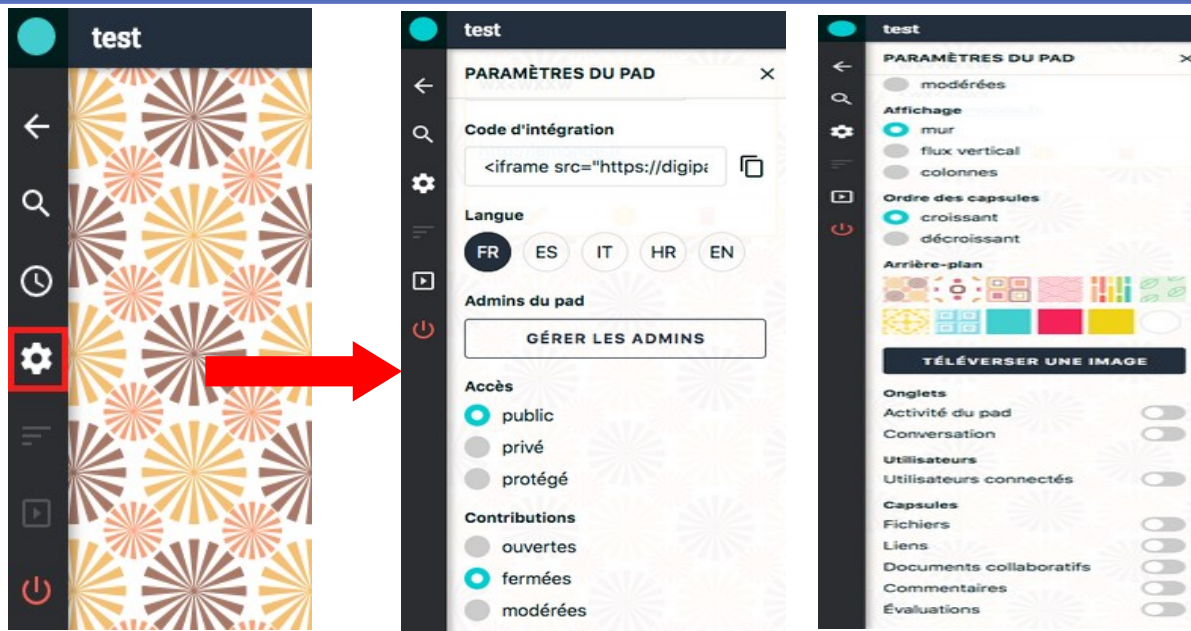 test
test
PARAMÈTRES DU PAD
Code d'intégration
<iframe src="https://digipa
Langue
FR ES IT HR EN
Admins du pad
GÉRER LES ADMINS
Accès
public
privé
protégé
Contributions
ouvertes
fermées
modérées
test
PARAMÈTRES DU PAD
modérées
Affichage
mur
flux vertical
colonnes
Ordre des capsules
croissant
décroissant
Arrière-plan
TÉLÉVERSER UNE IMAGE
Onglets
Activité du pad
Conversation
Utilisateurs
Utilisateurs connectés
Capsules
Fichiers
Liens
Documents collaboratifs
Commentaires
Évaluations